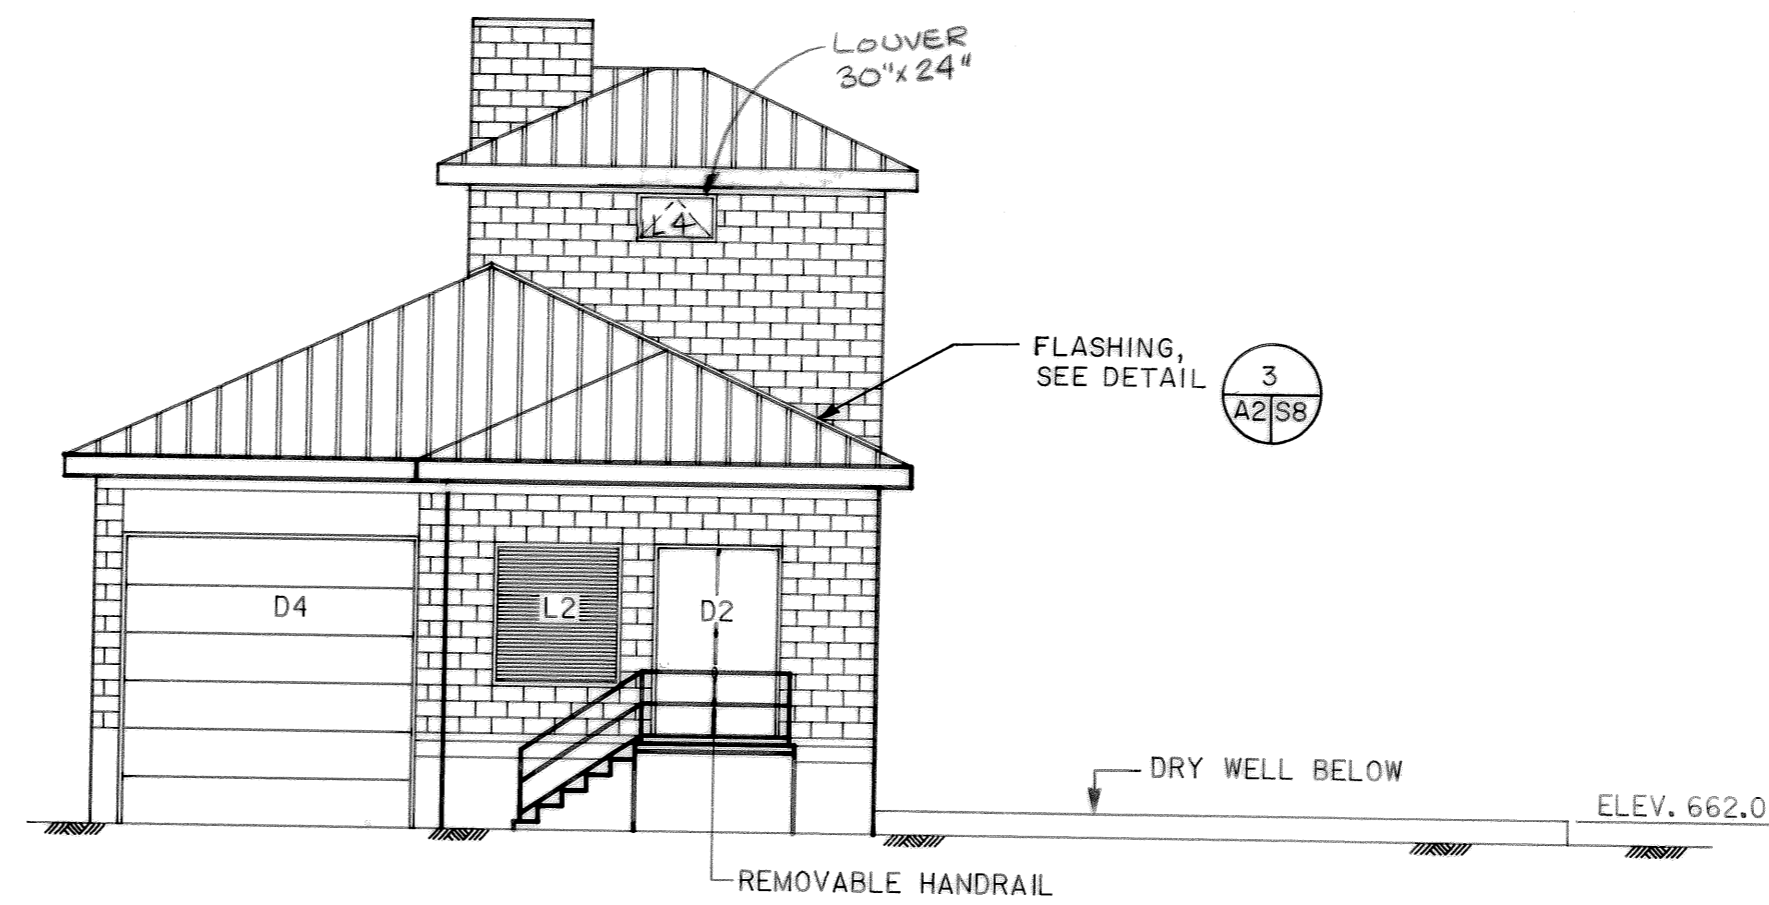 LOUVER
30"x24"
L4
FLASHING,
SEE DETAIL
3
A2 S8
D4
L2
D2
DRY WELL BELOW
ELEV. 662.0
REMOVABLE HANDRAIL